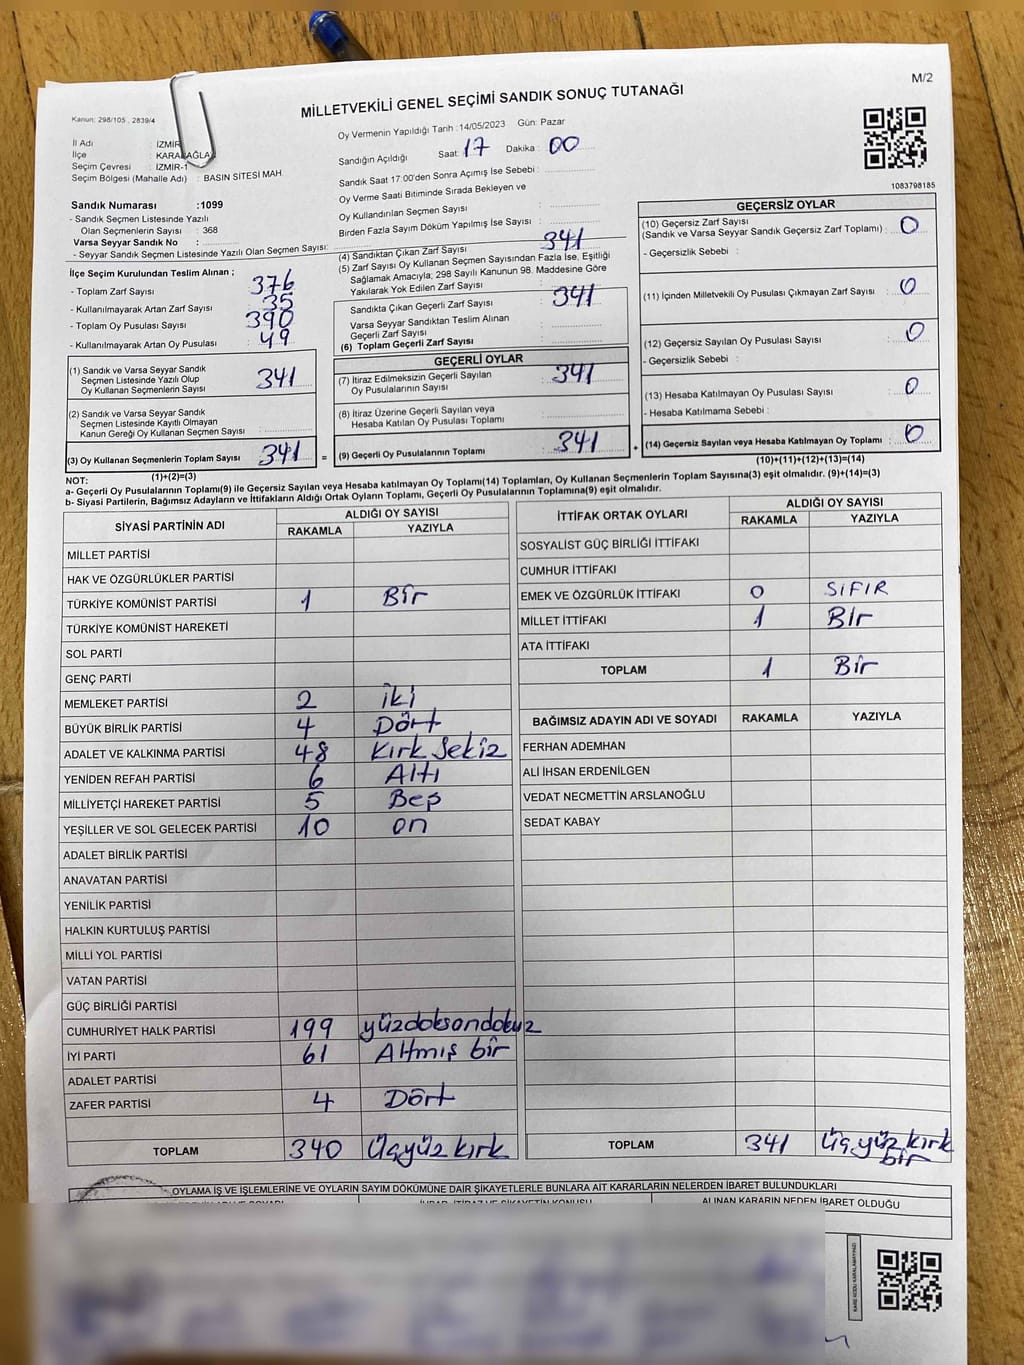 M/2
MİLLETVEKİLİ GENEL SEÇİMİ SANDIK SONUÇ TUTANAĞI
Kanun: 298/105 , 2839/4
İl Adı : İZMİR
İlçe : KARABAĞLAR
Seçim Çevresi : İZMİR-1
Seçim Bölgesi (Mahalle Adı) : BASIN SİTESİ MAH.
Sandık Numarası :1099
- Sandık Seçmen Listesinde Yazılı
Olan Seçmenlerin Sayısı : 368
Varsa Seyyar Sandık No :
- Seyyar Sandık Seçmen Listesinde Yazılı Olan Seçmen Sayısı:
Oy Vermenin Yapıldığı Tarih :14/05/2023 Gün: Pazar
Sandığın Açıldığı Saat: 17 Dakika : 00
Sandık Saat 17:00'den Sonra Açımış İse Sebebi :
Oy Verme Saati Bitiminde Sırada Bekleyen ve
Oy Kullandırılan Seçmen Sayısı :
Birden Fazla Sayım Döküm Yapılmış İse Sayısı :
1083798185
İlçe Seçim Kurulundan Teslim Alınan ;
- Toplam Zarf Sayısı : 376
- Kullanılmayarak Artan Zarf Sayısı : 35
- Toplam Oy Pusulası Sayısı : 390
- Kullanılmayarak Artan Oy Pusulası : 49
(1) Sandık ve Varsa Seyyar Sandık
Seçmen Listesinde Yazılı Olup
Oy Kullanan Seçmenlerin Sayısı : 341
(2) Sandık ve Varsa Seyyar Sandık
Seçmen Listesinde Kayıtlı Olmayan
Kanun Gereği Oy Kullanan Seçmen Sayısı :
(3) Oy Kullanan Seçmenlerin Toplam Sayısı : 341 =
(1)+(2)=(3)
(4) Sandıktan Çıkan Zarf Sayısı : 341
(5) Zarf Sayısı Oy Kullanan Seçmen Sayısından Fazla İse, Eşitliği
Sağlamak Amacıyla; 298 Sayılı Kanunun 98. Maddesine Göre
Yakılarak Yok Edilen Zarf Sayısı :
Sandıkta Çıkan Geçerli Zarf Sayısı : 341
Varsa Seyyar Sandıktan Teslim Alınan
Geçerli Zarf Sayısı :
(6) Toplam Geçerli Zarf Sayısı :
GEÇERLİ OYLAR
(7) İtiraz Edilmeksizin Geçerli Sayılan
Oy Pusulalarının Sayısı : 341
(8) İtiraz Üzerine Geçerli Sayılan veya
Hesaba Katılan Oy Pusulası Toplamı :
(9) Geçerli Oy Pusulalarının Toplamı : 341 +
GEÇERSİZ OYLAR
(10) Geçersiz Zarf Sayısı
(Sandık ve Varsa Seyyar Sandık Geçersiz Zarf Toplamı) : 0
- Geçersizlik Sebebi :
(11) İçinden Milletvekili Oy Pusulası Çıkmayan Zarf Sayısı : 0
(12) Geçersiz Sayılan Oy Pusulası Sayısı : 0
- Geçersizlik Sebebi :
(13) Hesaba Katılmayan Oy Pusulası Sayısı : 0
- Hesaba Katılmama Sebebi :
(14) Geçersiz Sayılan veya Hesaba Katılmayan Oy Toplamı : 0
(10)+(11)+(12)+(13)=(14)
NOT:
a- Geçerli Oy Pusulalarının Toplamı(9) ile Geçersiz Sayılan veya Hesaba Katılmayan Oy Toplamı(14) Toplamları, Oy Kullanan Seçmenlerin Toplam Sayısına(3) eşit olmalıdır. (9)+(14)=(3)
b- Siyasi Partilerin, Bağımsız Adayların ve İttifakların Aldığı Ortak Oyların Toplamı, Geçerli Oy Pusulalarının Toplamına(9) eşit olmalıdır.
SİYASİ PARTİNİN ADI ALDIĞI OY SAYISI
RAKAMLA YAZIYLA
MİLLET PARTİSİ
HAK VE ÖZGÜRLÜKLER PARTİSİ
TÜRKİYE KOMÜNİST PARTİSİ 1 Bir
TÜRKİYE KOMÜNİST HAREKETİ
SOL PARTİ
GENÇ PARTİ
MEMLEKET PARTİSİ 2 iki
BÜYÜK BİRLİK PARTİSİ 4 Dört
ADALET VE KALKINMA PARTİSİ 48 Kırk Sekiz
YENİDEN REFAH PARTİSİ 6 Altı
MİLLİYETÇİ HAREKET PARTİSİ 5 Beş
YEŞİLLER VE SOL GELECEK PARTİSİ 10 on
ADALET BİRLİK PARTİSİ
ANAVATAN PARTİSİ
YENİLİK PARTİSİ
HALKIN KURTULUŞ PARTİSİ
MİLLİ YOL PARTİSİ
VATAN PARTİSİ
GÜÇ BİRLİĞİ PARTİSİ
CUMHURİYET HALK PARTİSİ 199 yüzdoksandokuz
İYİ PARTİ 61 Altmış bir
ADALET PARTİSİ
ZAFER PARTİSİ 4 Dört
TOPLAM 340 Üçyüz kırk
İTTİFAK ORTAK OYLARI ALDIĞI OY SAYISI
RAKAMLA YAZIYLA
SOSYALİST GÜÇ BİRLİĞİ İTTİFAKI
CUMHUR İTTİFAKI
EMEK VE ÖZGÜRLÜK İTTİFAKI 0 SIFIR
MİLLET İTTİFAKI 1 Bir
ATA İTTİFAKI
TOPLAM 1 Bir
BAĞIMSIZ ADAYIN ADI VE SOYADI RAKAMLA YAZIYLA
FERHAN ADEMHAN
ALİ İHSAN ERDENİLGEN
VEDAT NECMETTİN ARSLANOĞLU
SEDAT KABAY
TOPLAM 341 Üçyüz kırk
bir
OYLAMA İŞ VE İŞLEMLERİNE VE OYLARIN SAYIM DÖKÜMÜNE DAİR ŞİKAYETLERLE BUNLARA AİT KARARLARIN NELERDEN İBARET BULUNDUKLARI
İHBAR, İTİRAZ VE ŞİKAYETİN KONUSU ALINAN KARARIN NEDEN İBARET OLDUĞU
KARE KODU KARALAMAYINIZ!